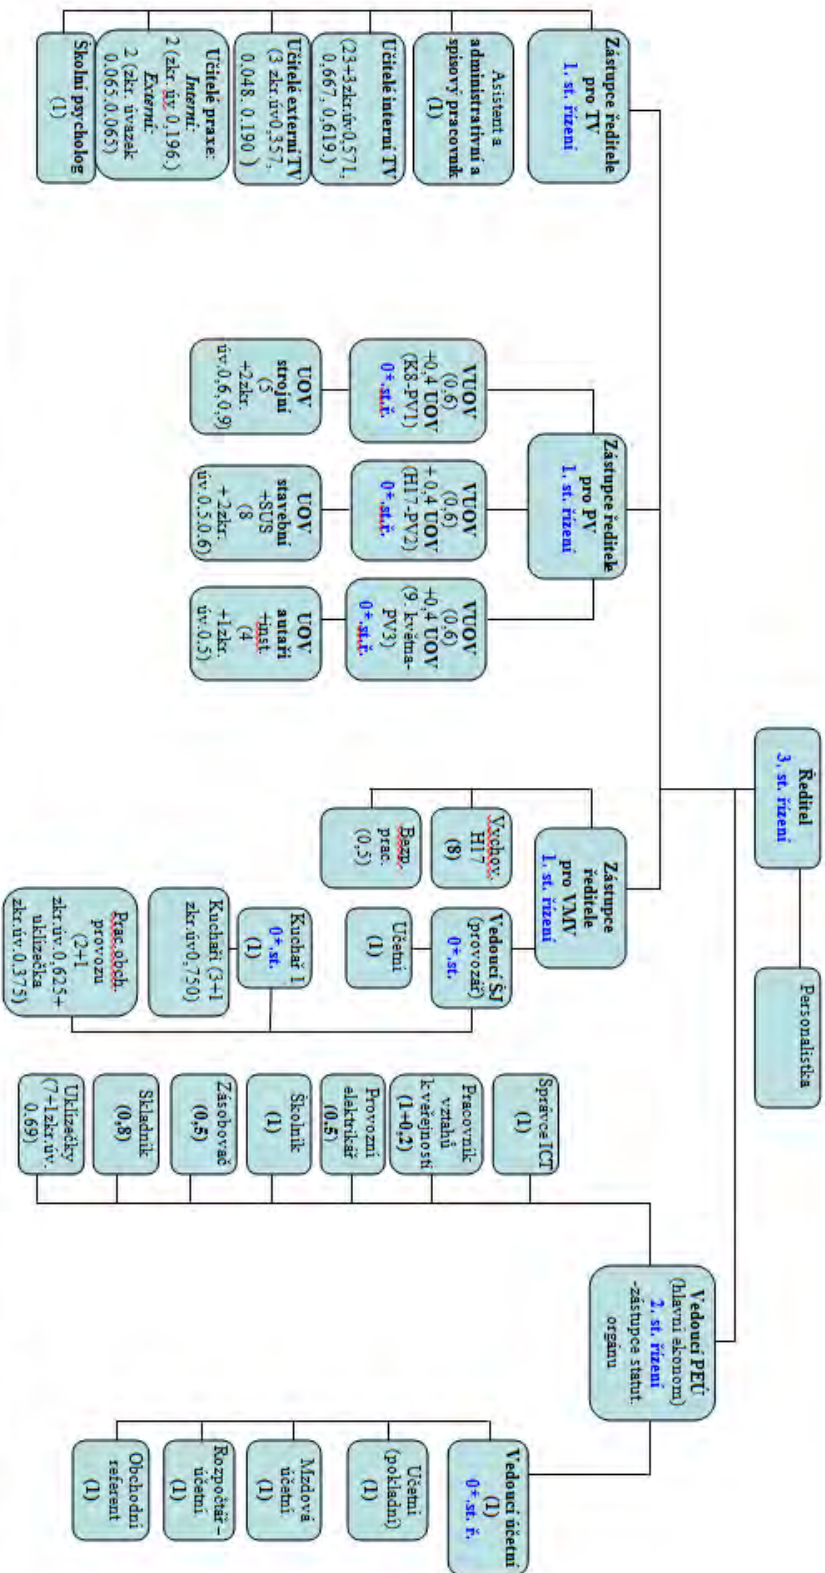 Ředitel
3. st. řízení
Personalistka
Zástupce ředitele
pro TV
1. st. řízení
Asistent a
administrativní a
spisový pracovník
(1)
Učitelé interní TV
(23+3zkr.úv0,571,
0,667, 0,619.)
Učitelé externí TV
(3 zkr.úv0,357,
0,048. 0,190 )
Učitelé praxe:
Interní:
2 (zkr. úv. 0,196.)
Externí:
2 (zkr. úvazek
0.065,0.065)
Školní psycholog
(1)
Zástupce ředitele
pro PV
1. st. řízení
VUOV
(0,6)
+0,4 UOV
(K8-PV1)
0*.st.ř.
UOV
strojní
(5
+2zkr.
úv.0,6,0,9)
VUOV
(0,6)
+ 0,4 UOV
(H17-PV2)
0*.st.ř.
UOV
stavební
+SUS
(8
+ 2zkr.
úv.0.5.0.6)
VUOV
(0,6)
+0,4 UOV
(9. května-
PV3)
0*.st.ř.
UOV
autaři
+inst.
(4
+1zkr.
úv.0.5)
Zástupce
ředitele
pro VMV
1. st. řízení
Vychov.
H17
(8)
Bezp.
prac.
(0,5)
Vedoucí ŠJ
(provozář)
0*.st.
Účetní
(1)
Kuchař I
0*.st.
(1)
Kuchaři (3+1
zkr.úv0,750)
Prac.obch.
provozu
(2+1
zkr.úv.0,625+
uklízečka
zkr.úv.0.375)
Vedoucí PEÚ
(hlavní ekonom)
2. st. řízení
-zástupce statut.
orgánu
Správce ICT
(1)
Pracovník
vztahů
k veřejnosti
(1+0,2)
Provozní
elektrikář
(0.5)
Školník
(1)
Zásobovač
(0,5)
Skladník
(0,8)
Uklízečky
(7+1zkr.úv.
0.69)
Vedoucí účetní
(1)
0*.st. ř.
Účetní
(pokladní)
(1)
Mzdová
účetní
(1)
Rozpočtář –
účetní
(1)
Obchodní
referent
(1)